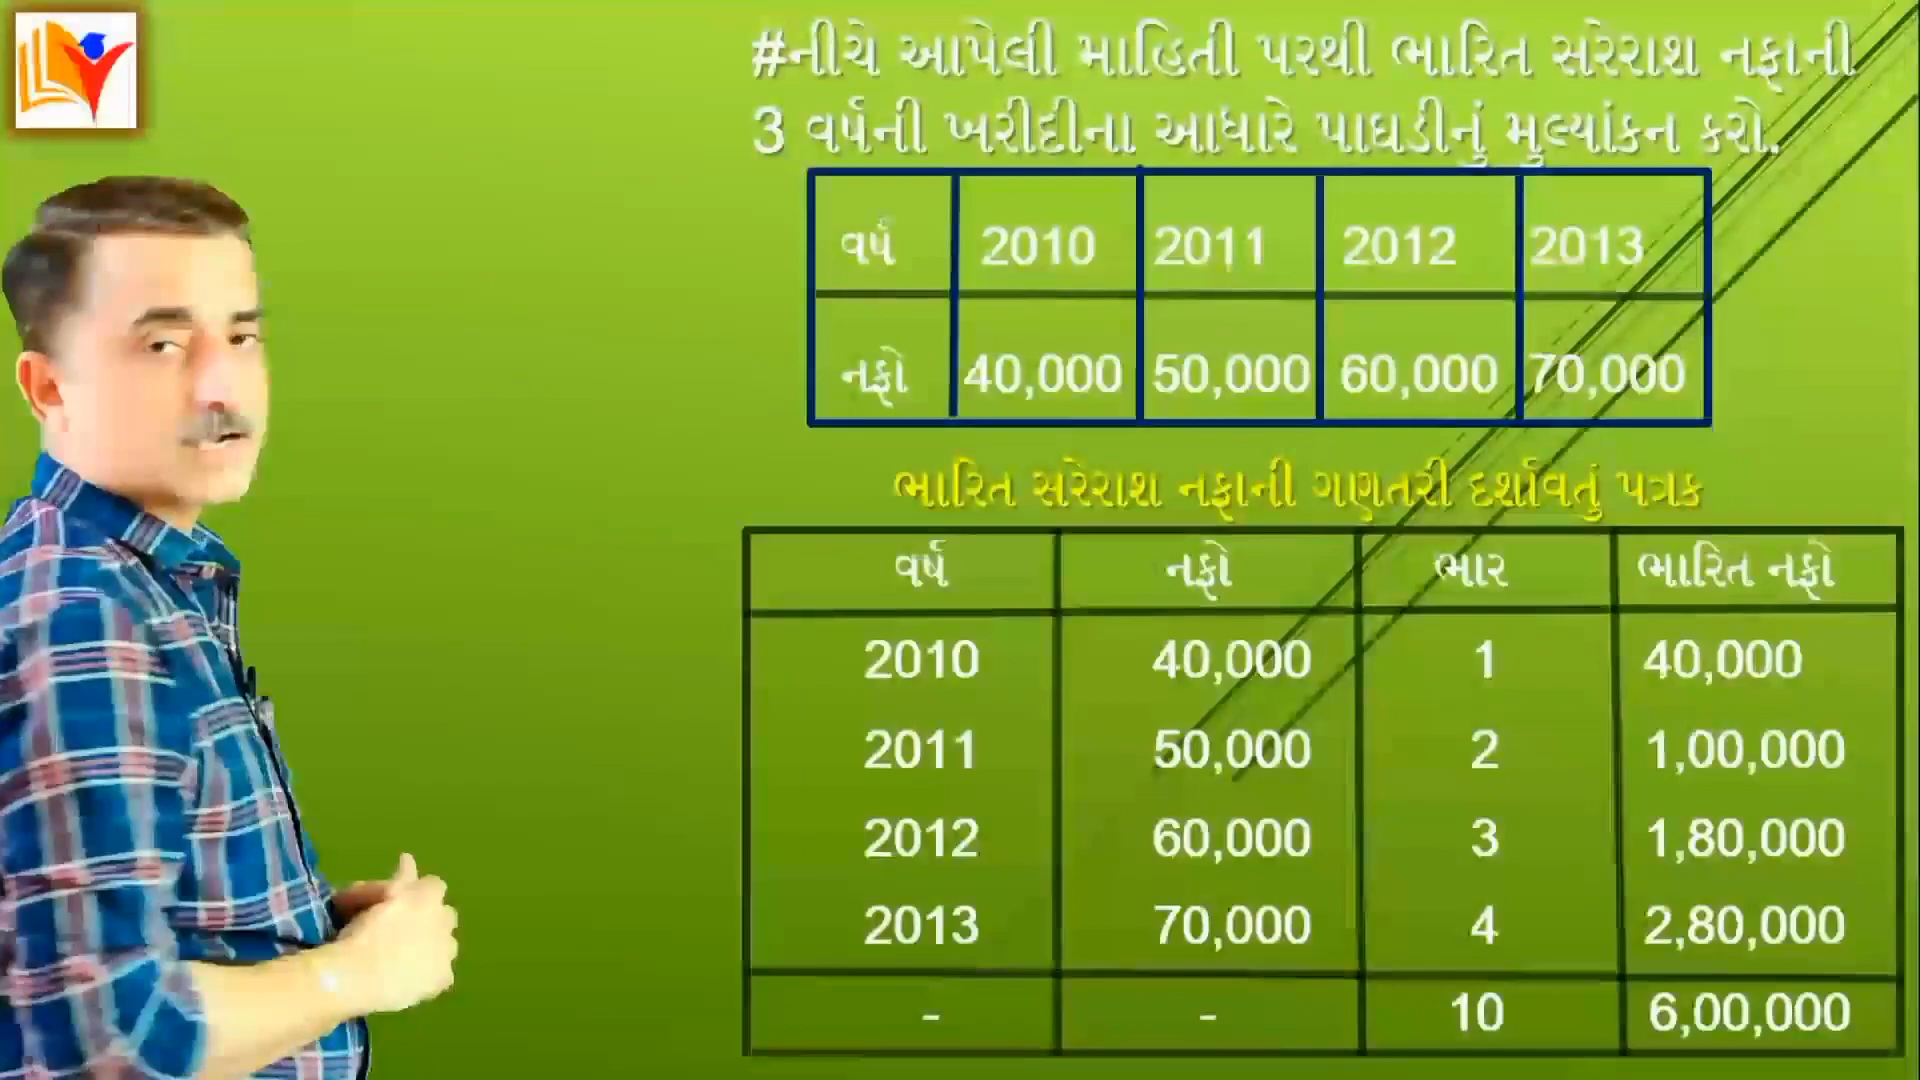 #નીચે આપેલી માહિતી પરથી ભારિત સરેરાશ નફાની
3 વર્ષની ખરીદીના આધારે પાઘડીનું મુલ્યાંકન કરો.
વર્ષ 2010 2011 2012 2013
નફો 40,000 50,000 60,000 70,000
ભારિત સરેરાશ નફાની ગણતરી દર્શાવતું પત્રક
વર્ષ નફો ભાર ભારિત નફો
2010 40,000 1 40,000
2011 50,000 2 1,00,000
2012 60,000 3 1,80,000
2013 70,000 4 2,80,000
- - 10 6,00,000